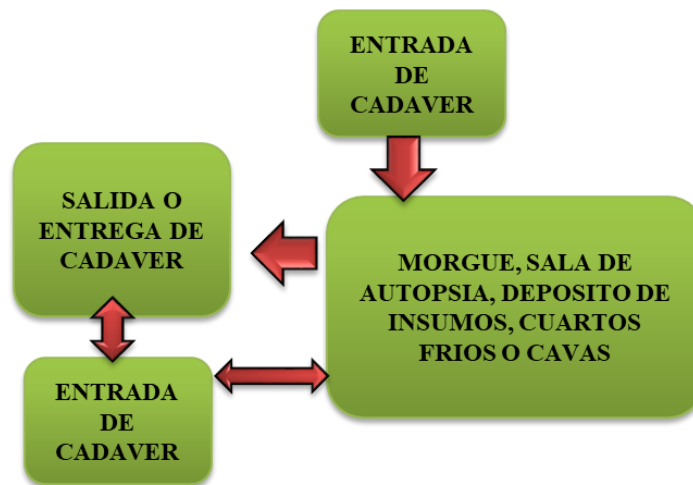 ENTRADA
DE
CADAVER
SALIDA O
ENTREGA DE
CADAVER
MORGUE, SALA DE
AUTOPSIA, DEPOSITO DE
INSUMOS, CUARTOS
FRIOS O CAVAS
ENTRADA
DE
CADAVER